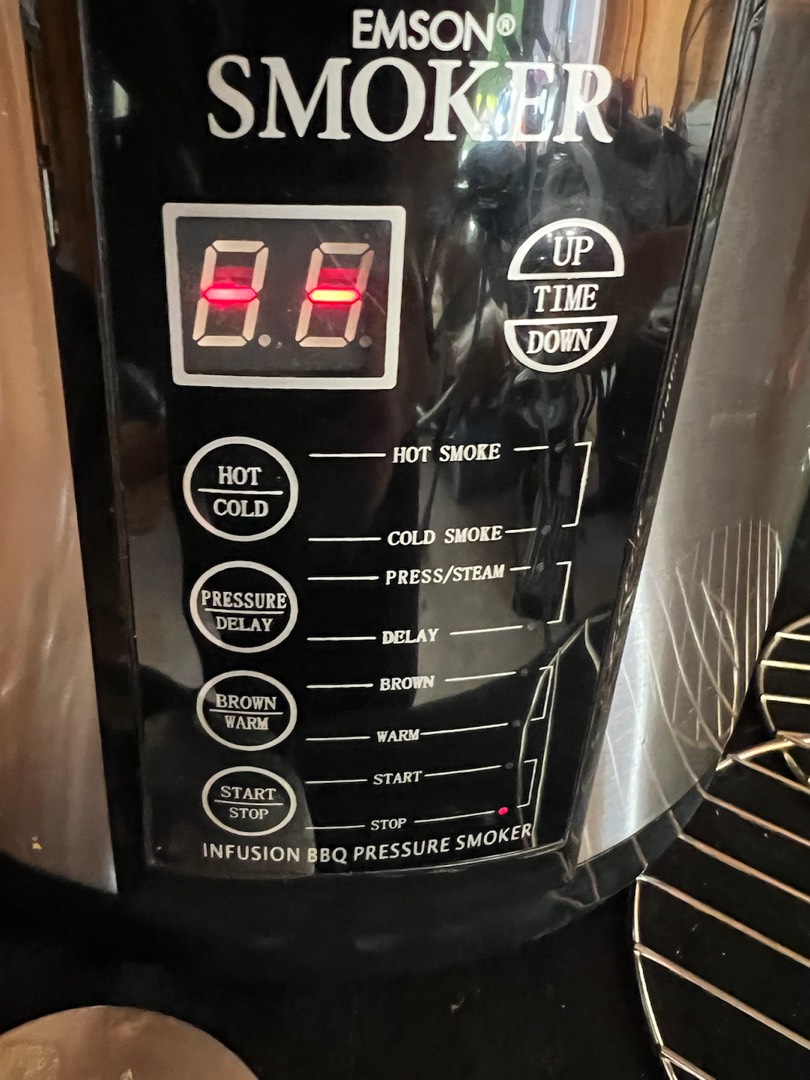 EMSON®
SMOKER
- -
UP
TIME
DOWN
HOT
COLD
HOT SMOKE
COLD SMOKE
PRESSURE
DELAY
PRESS/STEAM
DELAY
BROWN
WARM
BROWN
WARM
START
STOP
START
STOP
INFUSION BBQ PRESSURE SMOKER